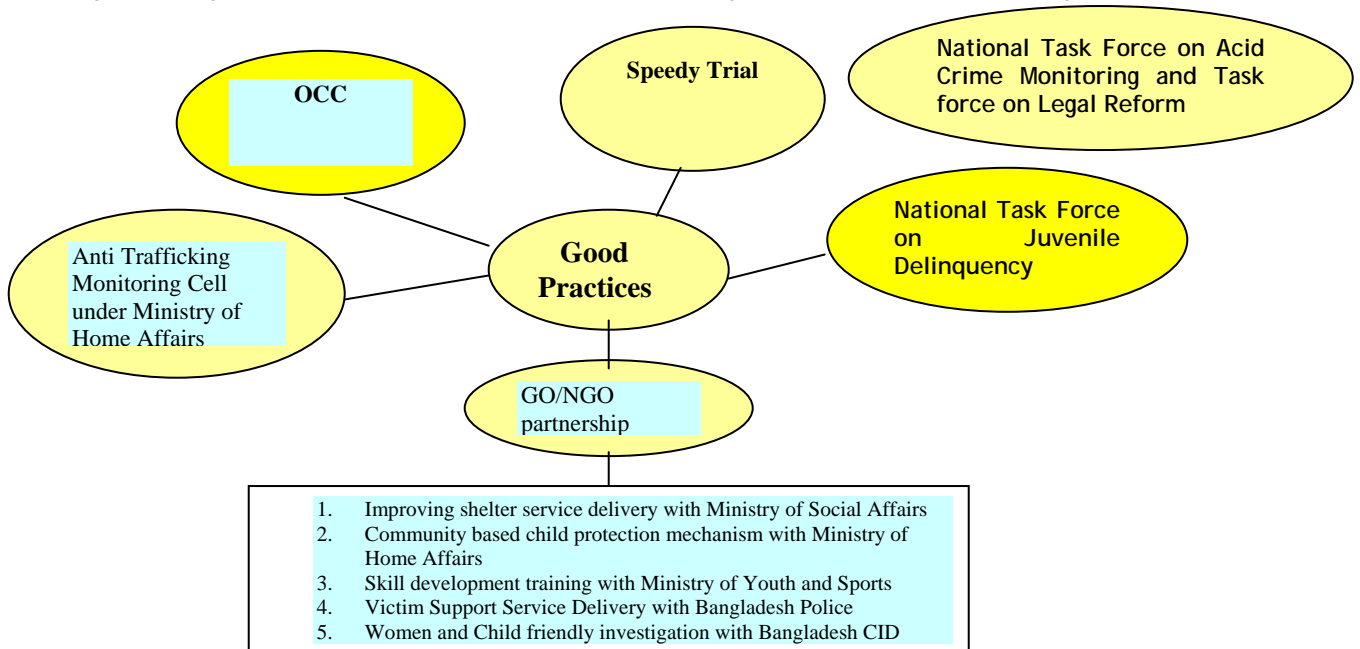 OCC
Speedy Trial
National Task Force on Acid
Crime Monitoring and Task
force on Legal Reform
National Task Force
on Juvenile
Delinquency
Good
Practices
Anti Trafficking
Monitoring Cell
under Ministry of
Home Affairs
GO/NGO
partnership
1. Improving shelter service delivery with Ministry of Social Affairs
2. Community based child protection mechanism with Ministry of
Home Affairs
3. Skill development training with Ministry of Youth and Sports
4. Victim Support Service Delivery with Bangladesh Police
5. Women and Child friendly investigation with Bangladesh CID